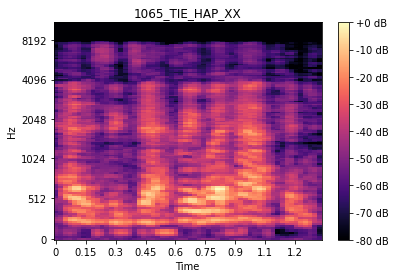 1065_TIE_HAP_XX
+0 dB
8192
-10 dB
4096
-20 dB
-30 dB
2048
Hz
-40 dB
1024
-50 dB
512
-60 dB
-70 dB
0
-80 dB
0 0.15 0.3 0.45 0.6 0.75 0.9 1.1 1.2
Time